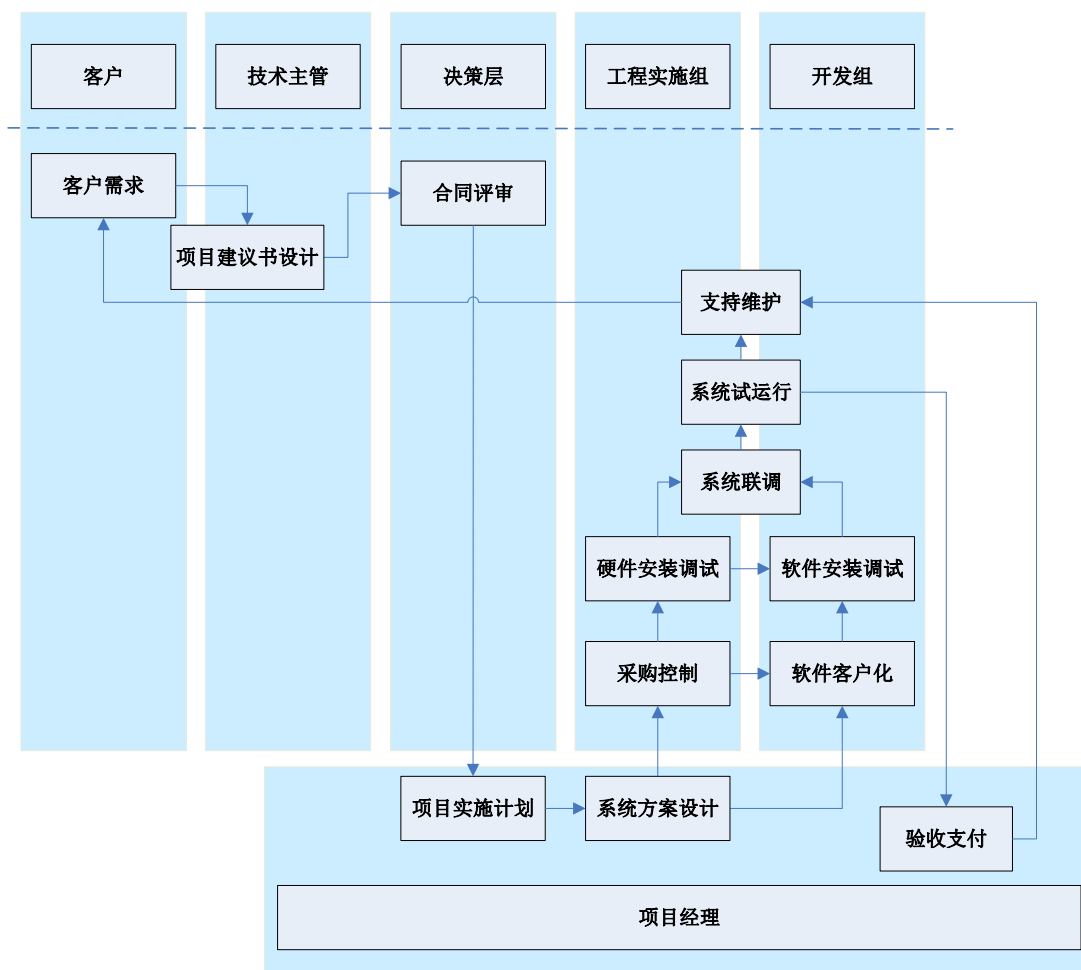 客户
技术主管
决策层
工程实施组
开发组
客户需求
合同评审
项目建议书设计
支持维护
系统试运行
系统联调
硬件安装调试
软件安装调试
采购控制
软件客户化
项目实施计划
系统方案设计
验收支付
项目经理